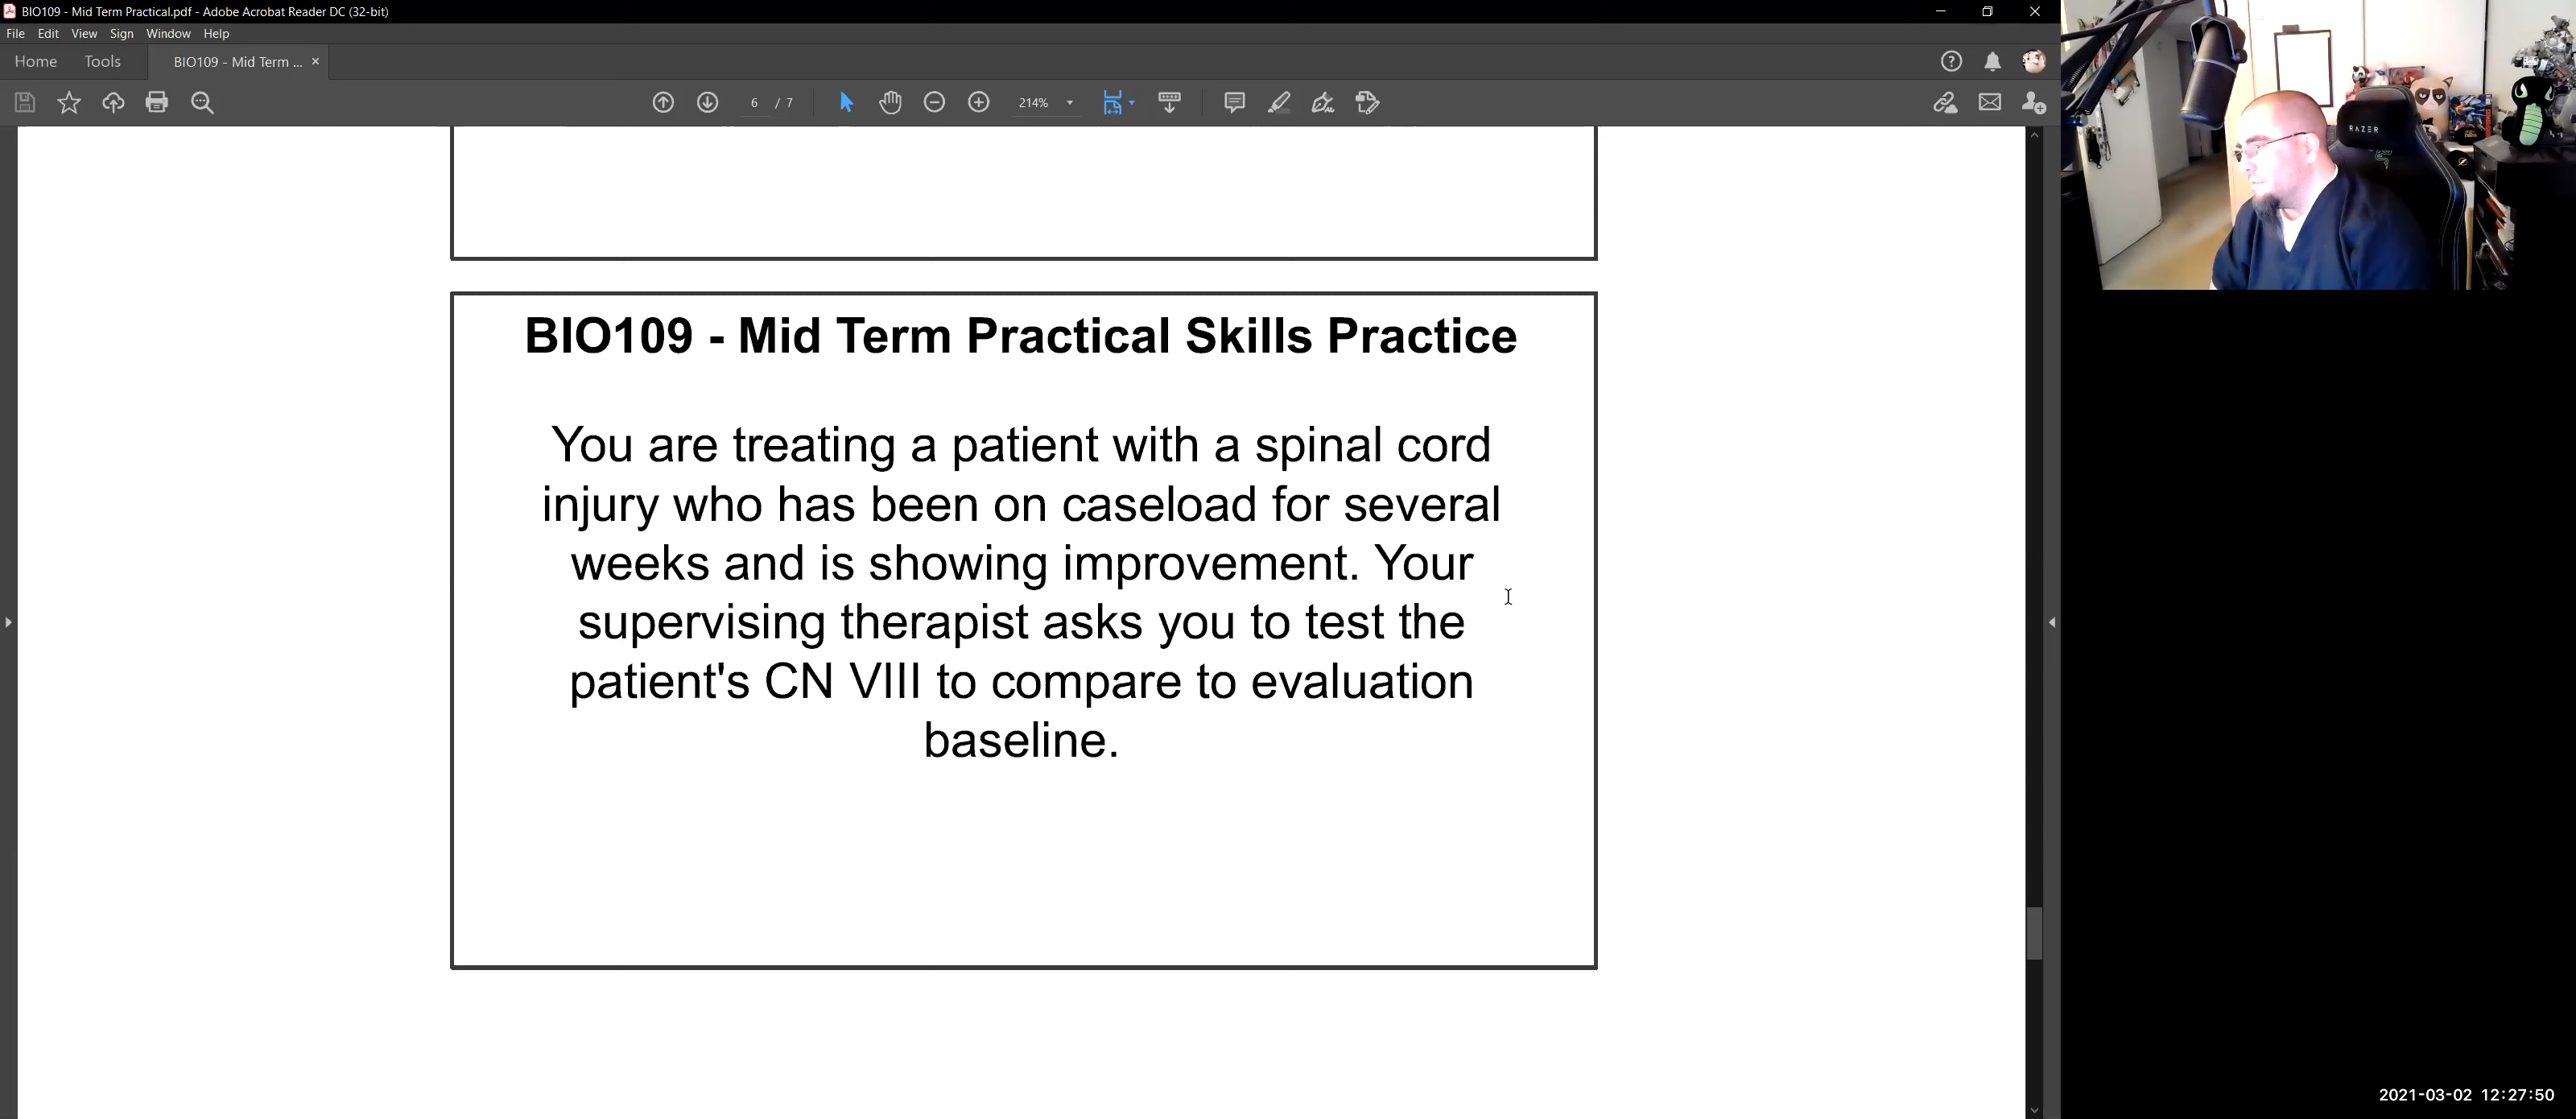 BIO109 - Mid Term Practical.pdf - Adobe Acrobat Reader DC (32-bit)
File Edit View Sign Window Help
Home Tools BIO109 - Mid Term ... ×
6 / 7 214%
RAZER
BIO109 - Mid Term Practical Skills Practice
You are treating a patient with a spinal cord
injury who has been on caseload for several
weeks and is showing improvement. Your
supervising therapist asks you to test the
patient's CN VIII to compare to evaluation
baseline.
2021-03-02 12:27:50